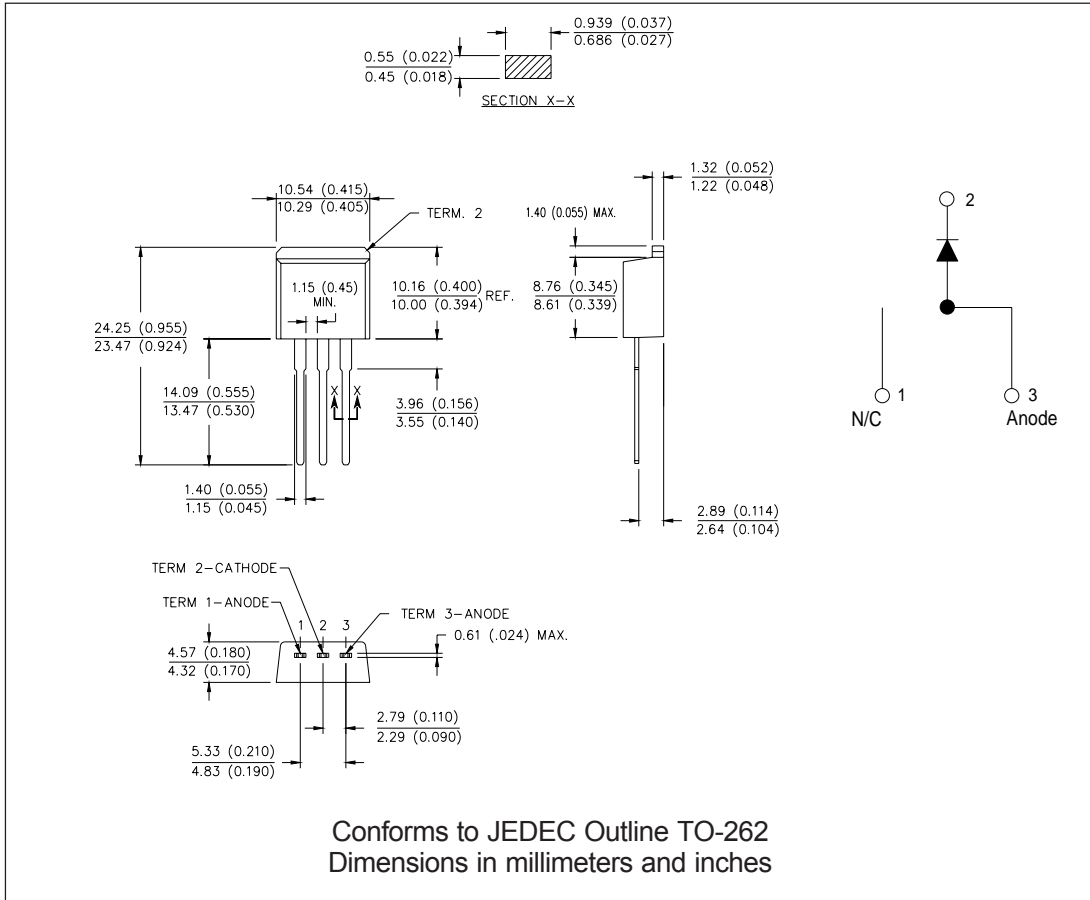 0.939 (0.037)
0.686 (0.027)
0.55 (0.022)
0.45 (0.018)
SECTION X-X
10.54 (0.415)
10.29 (0.405)
TERM. 2
1.15 (0.45)
MIN.
10.16 (0.400)
10.00 (0.394)
REF.
24.25 (0.955)
23.47 (0.924)
14.09 (0.555)
13.47 (0.530)
X X
3.96 (0.156)
3.55 (0.140)
1.40 (0.055)
1.15 (0.045)
1.32 (0.052)
1.22 (0.048)
1.40 (0.055) MAX.
8.76 (0.345)
8.61 (0.339)
2.89 (0.114)
2.64 (0.104)
2
1
N/C
3
Anode
TERM 2-CATHODE
TERM 1-ANODE
TERM 3-ANODE
1 2 3
0.61 (.024) MAX.
4.57 (0.180)
4.32 (0.170)
2.79 (0.110)
2.29 (0.090)
5.33 (0.210)
4.83 (0.190)
Conforms to JEDEC Outline TO-262
Dimensions in millimeters and inches